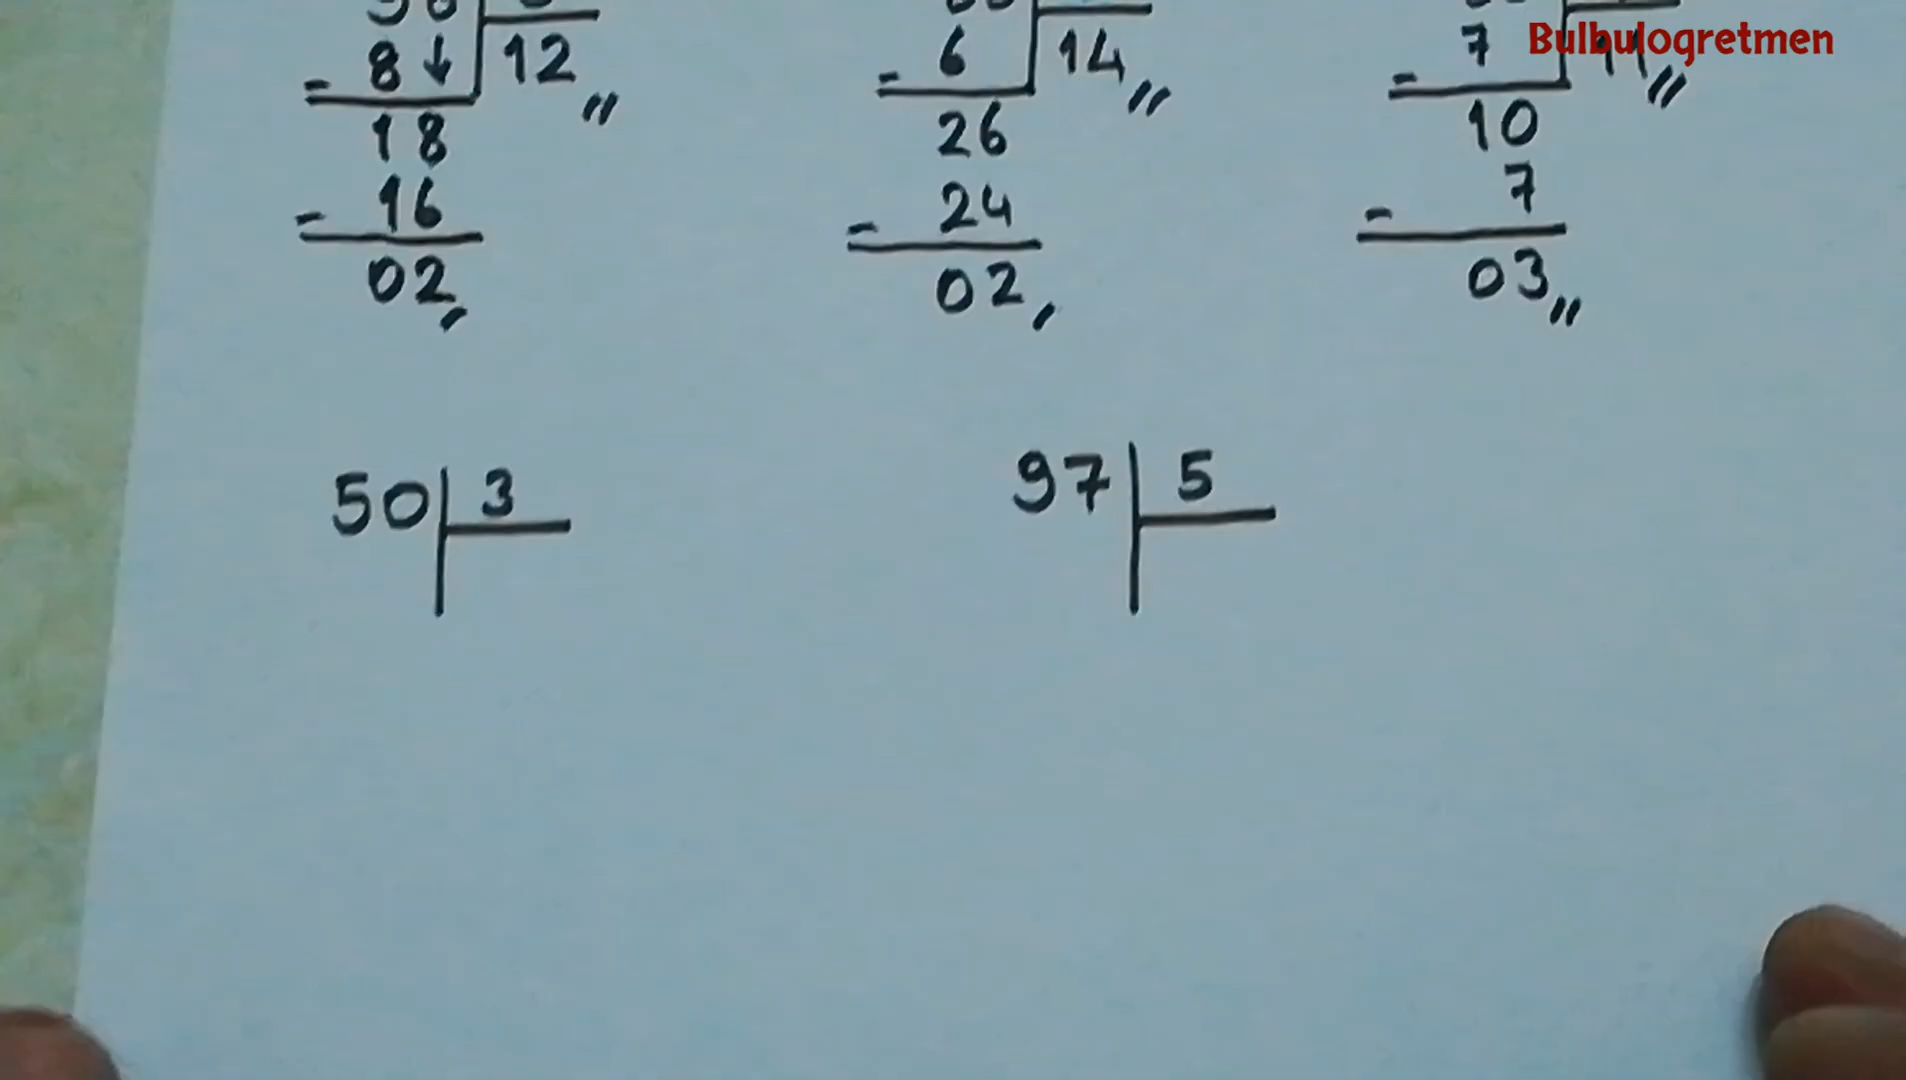 Bulbulogretmen
- 8 ↓ 12 ,,
18
- 16
02 ,
- 6 14 ,,
26
- 24
02 ,
- 7 11 ,,
10
- 7
03 ,,
50 3
97 5